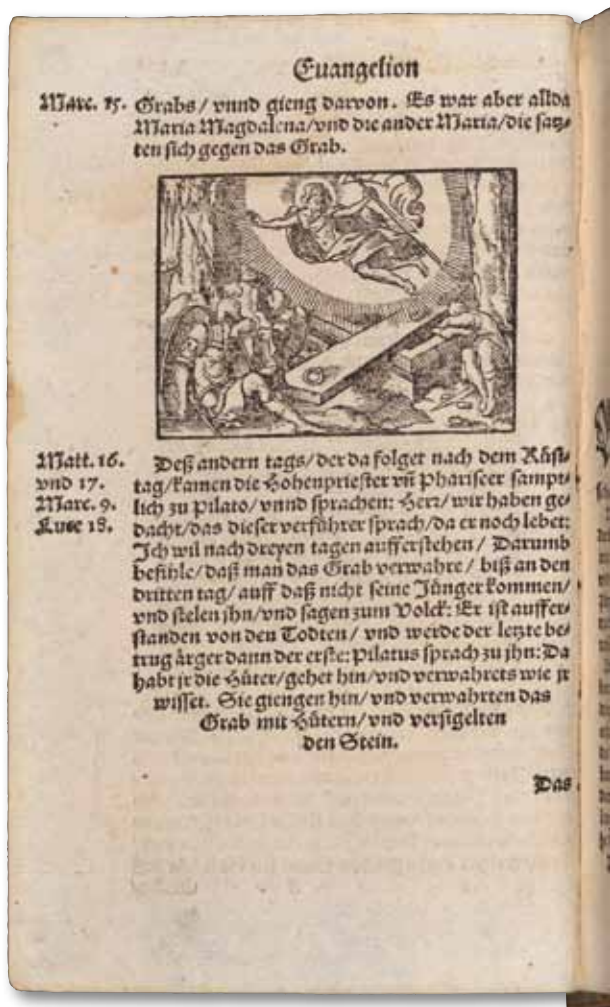 Euangelion
Marc. 15. Grabs / vnnd gieng darvon. Es war aber allda
Maria Magdalena/vnd die ander Maria/die satz-
ten sich gegen das Grab.
Matt. 16. Deß andern tags/der da folget nach dem Rüst-
vnd 17. tag/kamen die Hohenpriester vñ Phariseer sampt-
Marc. 9. lich zu Pilato/vnnd sprachen: Herr/wir haben ge-
Luce 18. dacht/das dieser verführer sprach/da er noch lebet:
Ich wil nach dreyen tagen aufferstehen / Darumb
befihle/daß man das Grab verwahre / biß an den
dritten tag/auff daß nicht seine Jünger kommen/
vnd stelen jhn/vnd sagen zum Volck: Er ist auffer-
standen von den Todten / vnd werde der letzte be-
trug ärger dann der erste: Pilatus sprach zu jhn: Da
habt jr die Hüter/gehet hin/vnd verwahrets wie jr
wisset. Sie giengen hin/vnd verwahrten das
Grab mit Hütern/vnd versigelten
den Stein.
Das